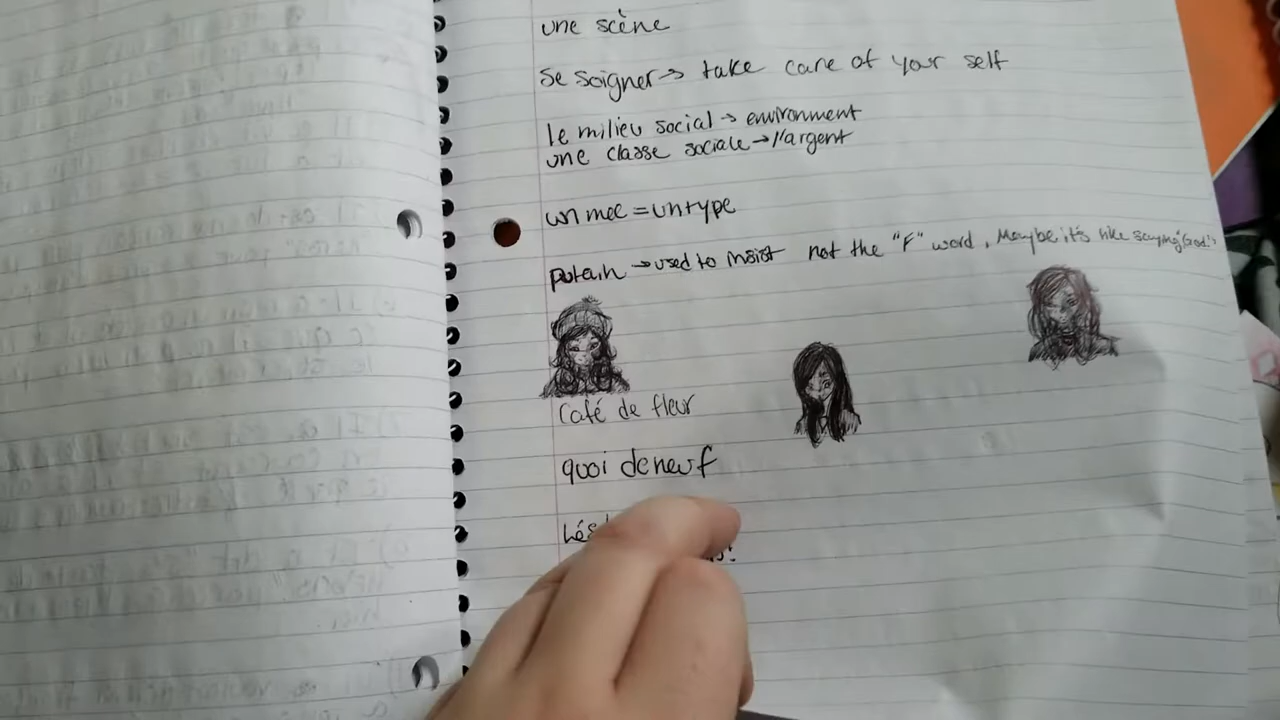 une scène
se soigner → take care of your self
le milieu social → environment
une classe sociale → l'argent
un mec = un type
putain → used to insist not the "F" word, Maybe it's like saying "God!"
Café de fleur
quoi de neuf